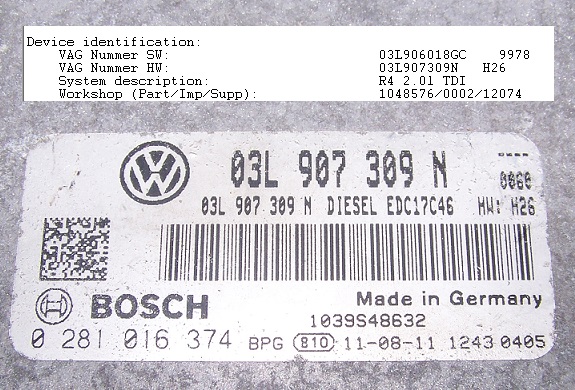 Device identification:
VAG Nummer SW: 03L906018GC 9978
VAG Nummer HW: 03L907309N H26
System description: R4 2.0l TDI
Workshop (Part/Imp/Supp): 1048576/0002/12074
VW
03L 907 309 N ----
0060
03L 907 309 N DIESEL EDC17C46 HW: H26
BOSCH Made in Germany
1039S48632
0 281 016 374 BPG 810 11-08-11 1243 0405